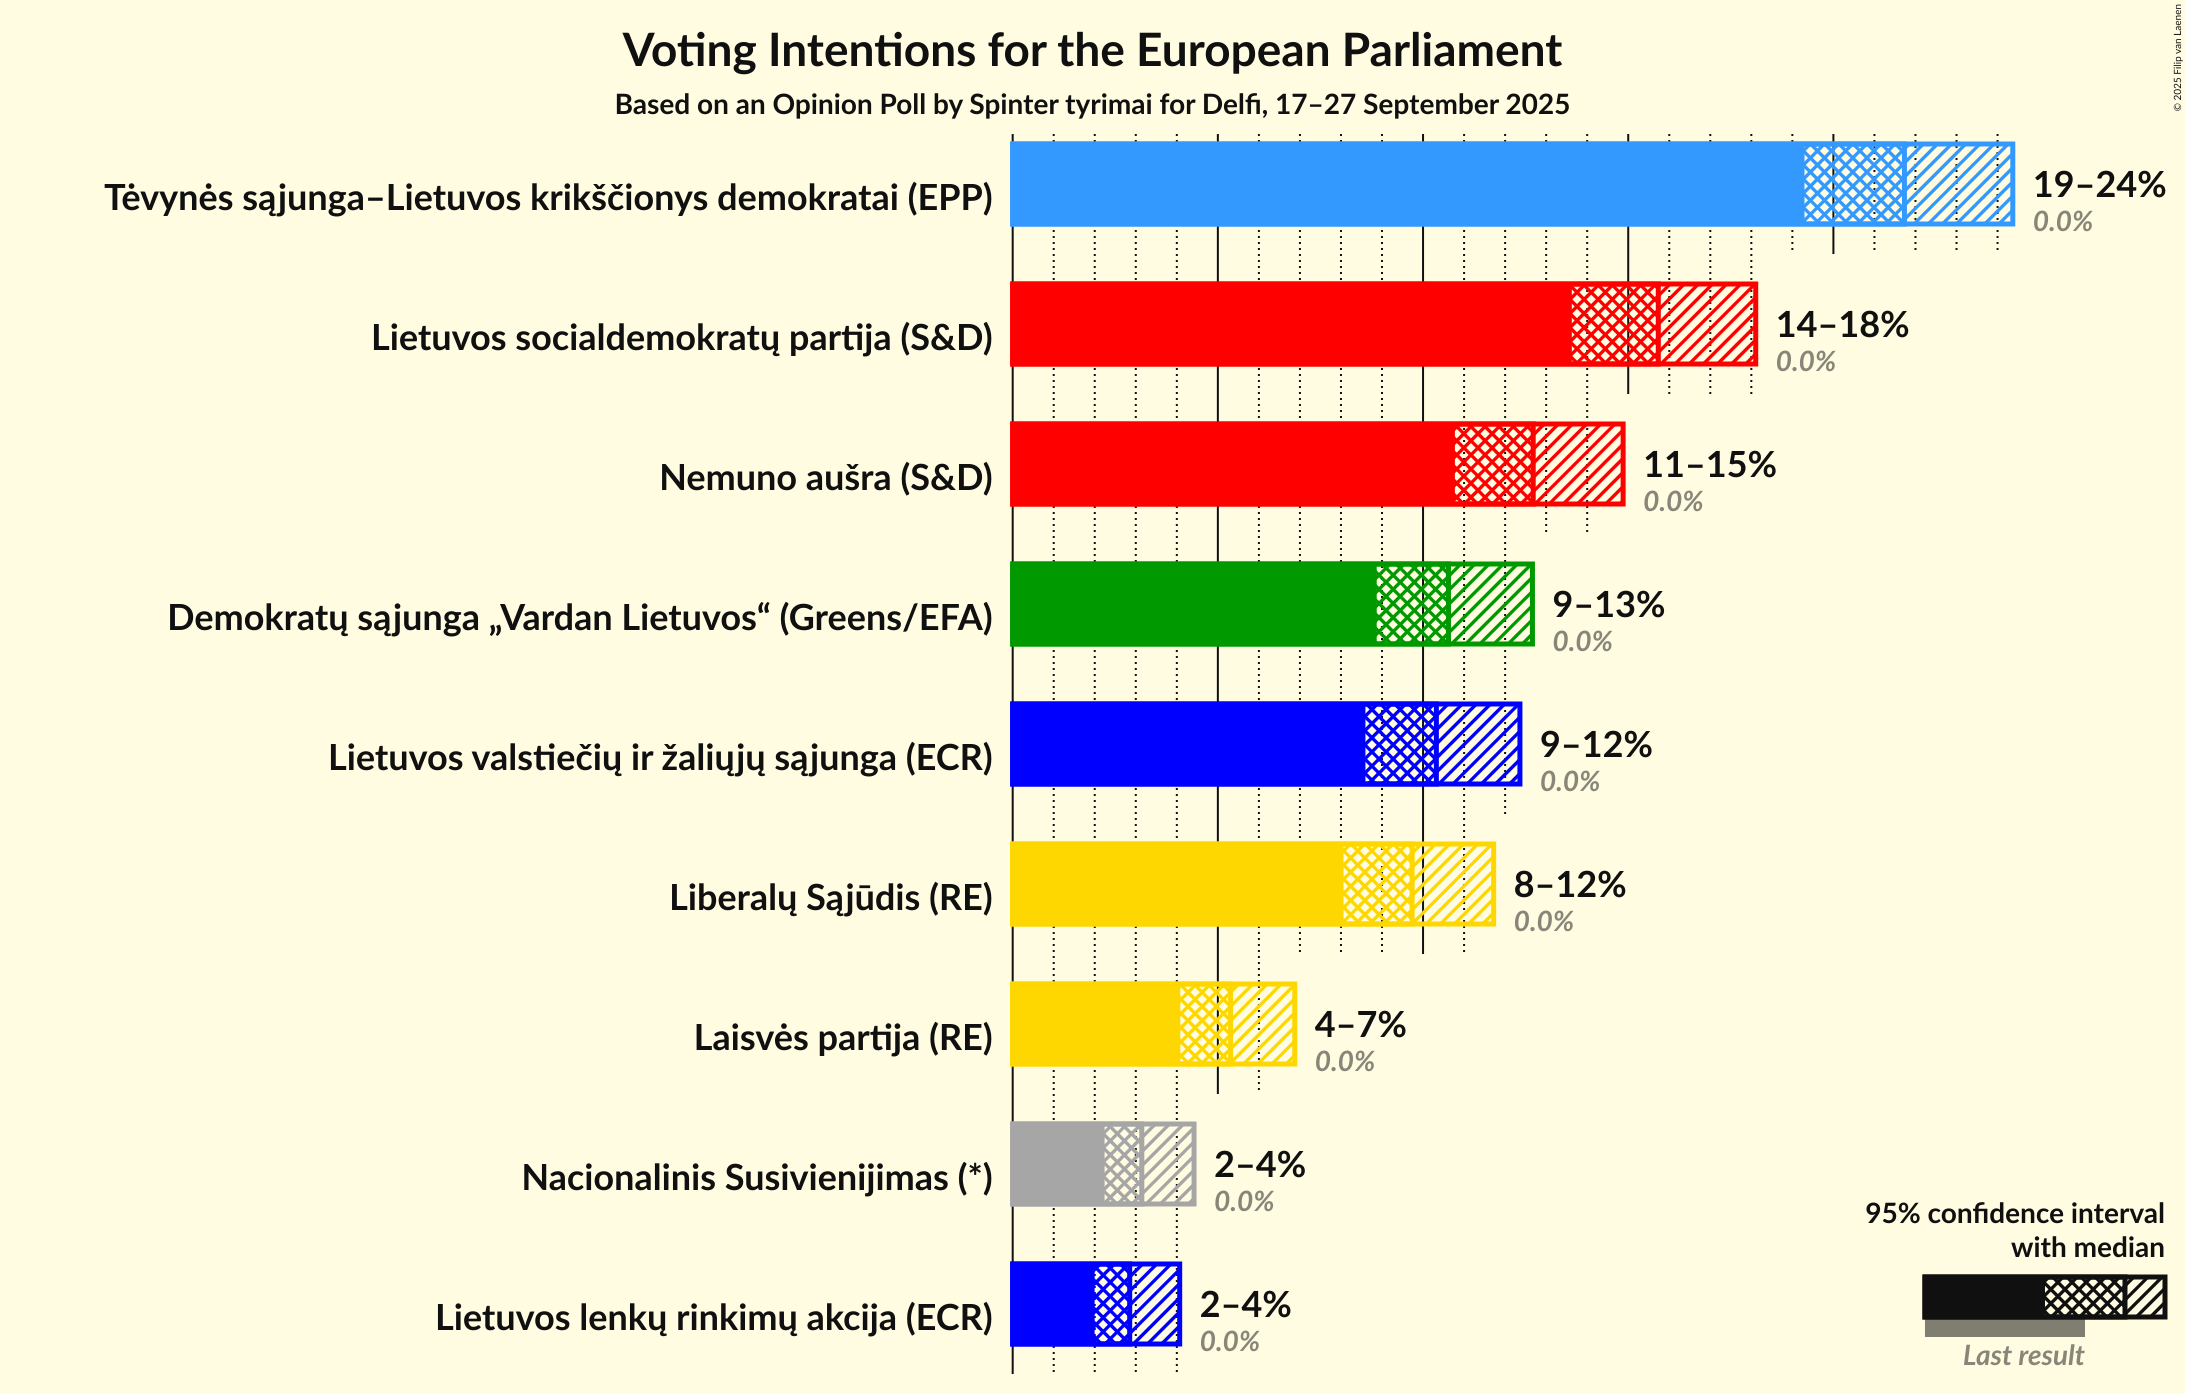 © 2025 Filip van Laenen
Voting Intentions for the European Parliament
Based on an Opinion Poll by Spinter tyrimai for Delfi, 17–27 September 2025
Tėvynės sąjunga–Lietuvos krikščionys demokratai (EPP)
19–24%
0.0%
Lietuvos socialdemokratų partija (S&D)
14–18%
0.0%
Nemuno aušra (S&D)
11–15%
0.0%
Demokratų sąjunga „Vardan Lietuvos“ (Greens/EFA)
9–13%
0.0%
Lietuvos valstiečių ir žaliųjų sąjunga (ECR)
9–12%
0.0%
Liberalų Sąjūdis (RE)
8–12%
0.0%
Laisvės partija (RE)
4–7%
0.0%
Nacionalinis Susivienijimas (*)
2–4%
0.0%
Lietuvos lenkų rinkimų akcija (ECR)
2–4%
0.0%
95% confidence interval
with median
Last result